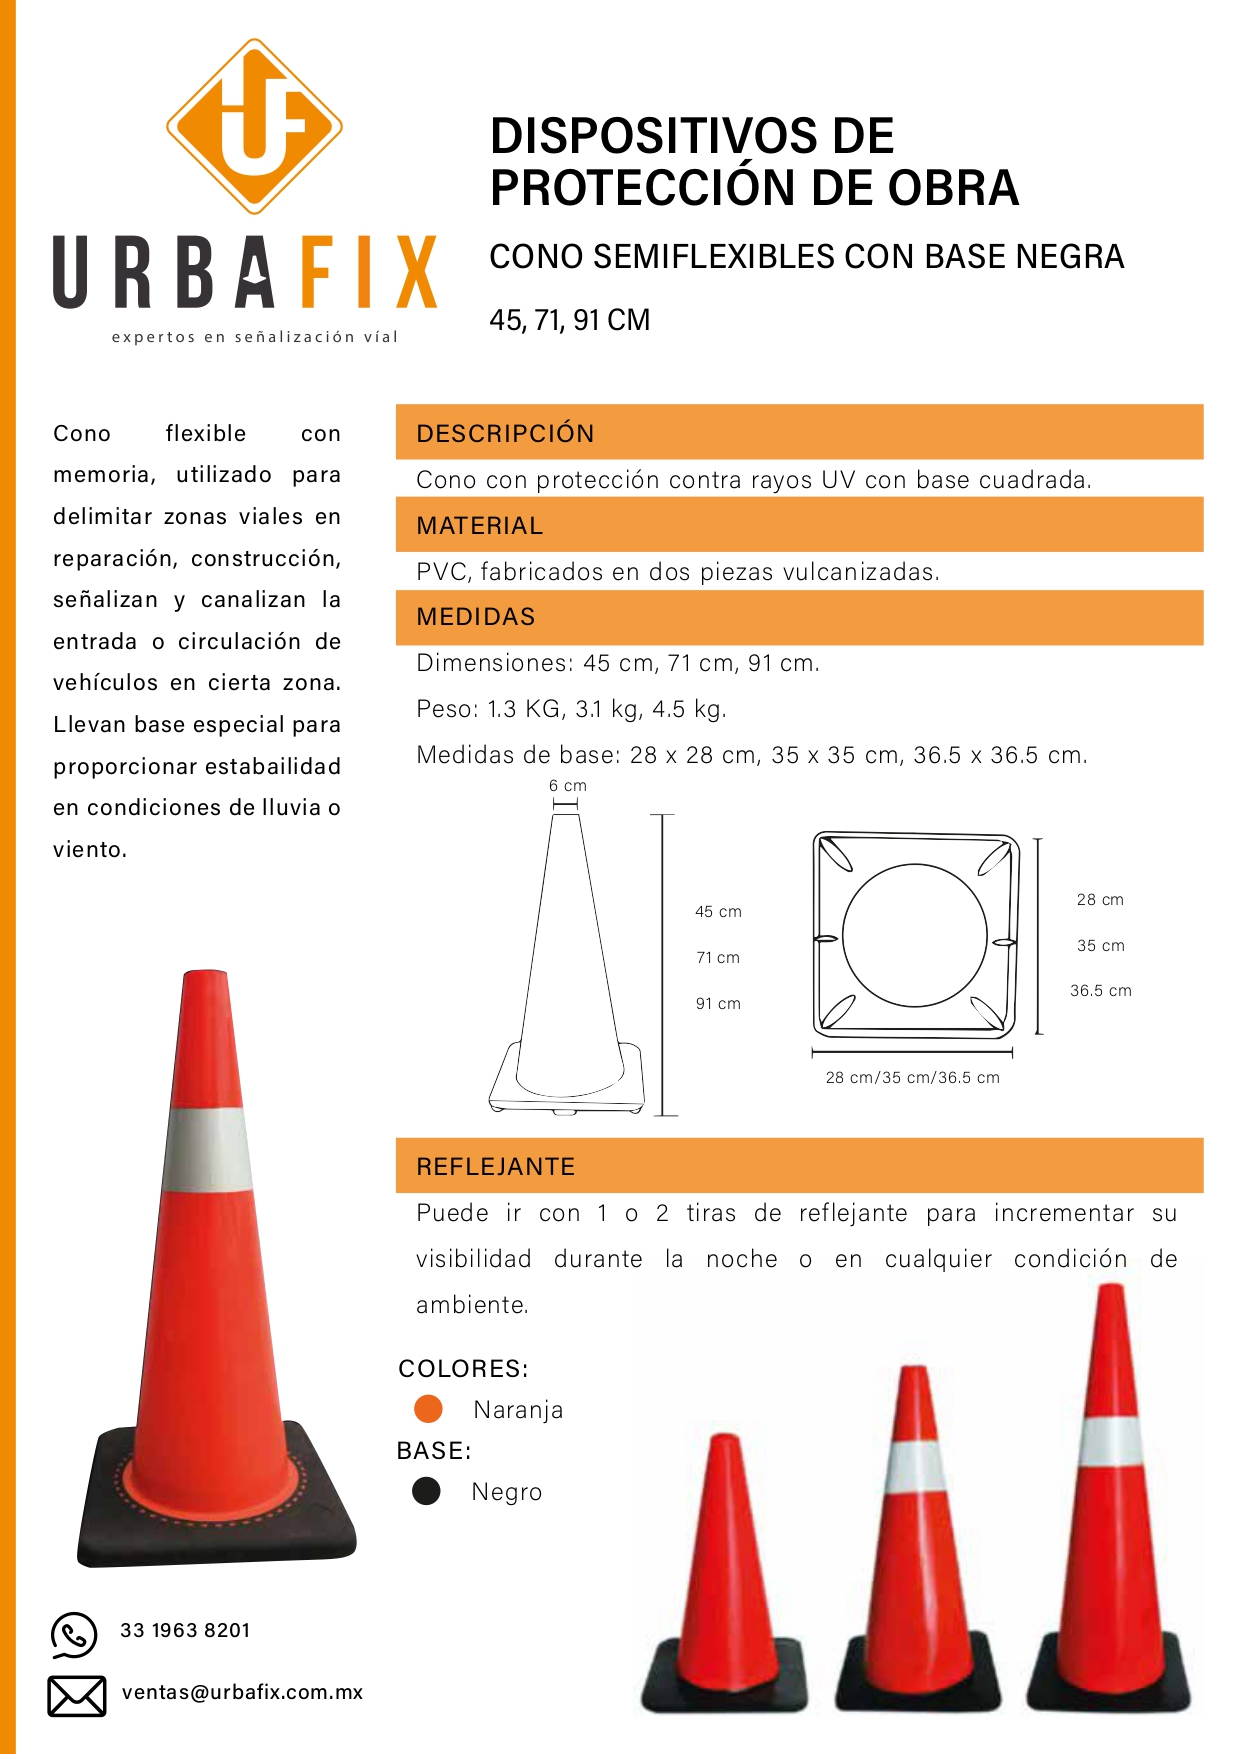 URBAFIX
expertos en señalización víal
DISPOSITIVOS DE
PROTECCIÓN DE OBRA
CONO SEMIFLEXIBLES CON BASE NEGRA
45, 71, 91 CM
Cono flexible con
memoria, utilizado para
delimitar zonas viales en
reparación, construcción,
señalizan y canalizan la
entrada o circulación de
vehículos en cierta zona.
Llevan base especial para
proporcionar estabailidad
en condiciones de lluvia o
viento.
DESCRIPCIÓN
Cono con protección contra rayos UV con base cuadrada.
MATERIAL
PVC, fabricados en dos piezas vulcanizadas.
MEDIDAS
Dimensiones: 45 cm, 71 cm, 91 cm.
Peso: 1.3 KG, 3.1 kg, 4.5 kg.
Medidas de base: 28 x 28 cm, 35 x 35 cm, 36.5 x 36.5 cm.
6 cm
45 cm
71 cm
91 cm
28 cm
35 cm
36.5 cm
28 cm/35 cm/36.5 cm
REFLEJANTE
Puede ir con 1 o 2 tiras de reflejante para incrementar su
visibilidad durante la noche o en cualquier condición de
ambiente.
COLORES:
Naranja
BASE:
Negro
33 1963 8201
ventas@urbafix.com.mx